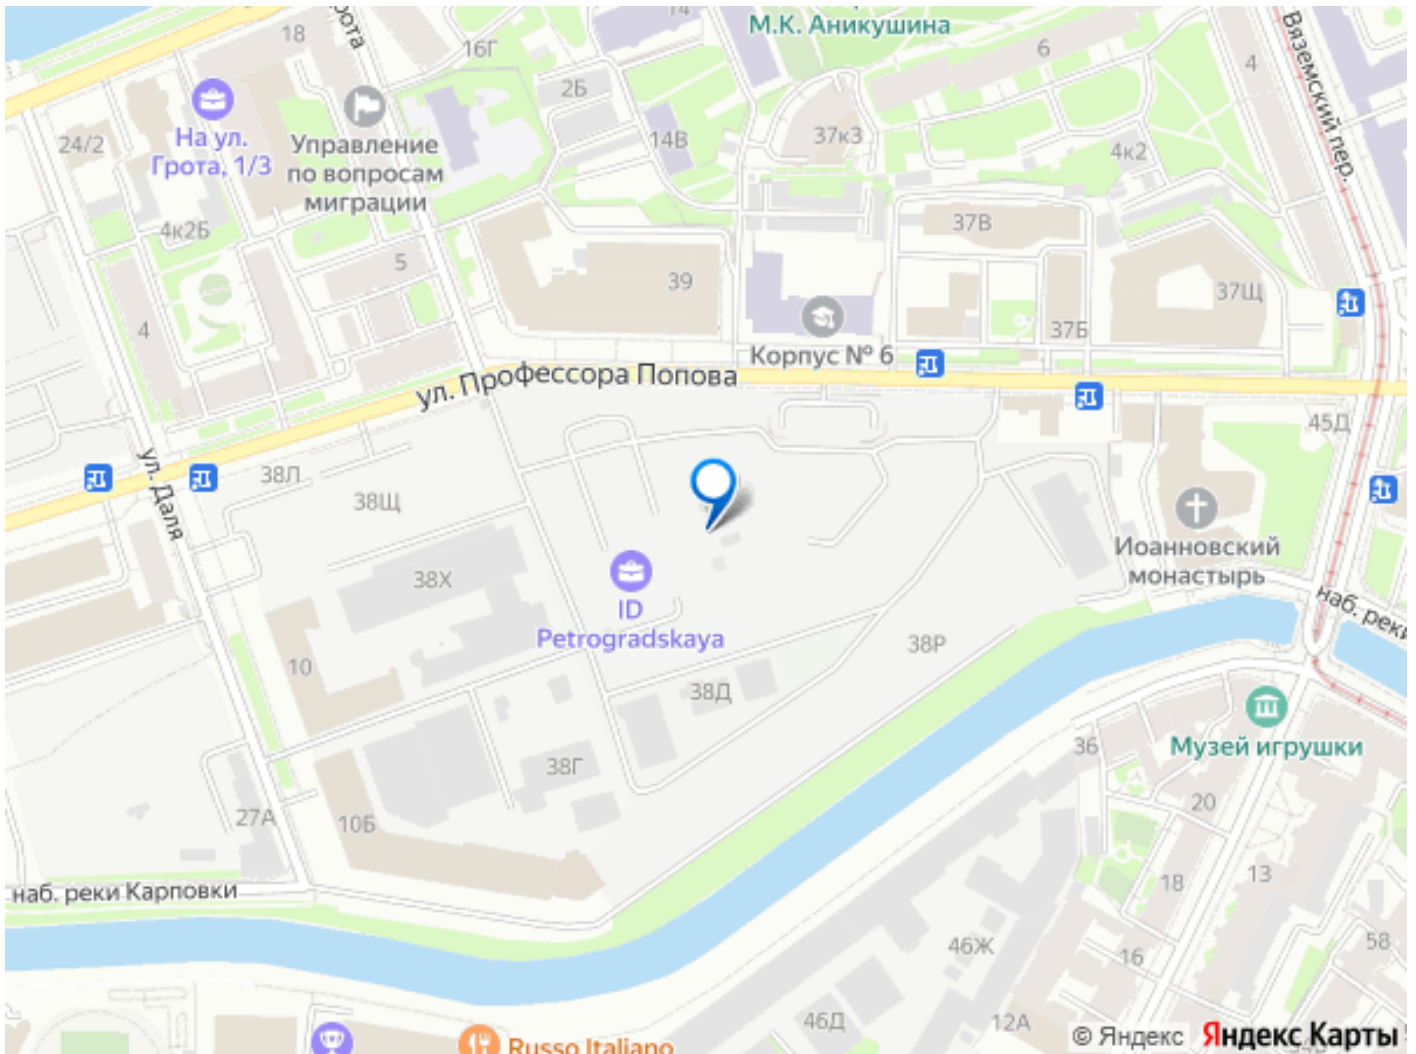 18
рота
16Г
14
М.К. Аникушина
6
4
Вяземский пер.
2Б
24/2
На ул.
Грота, 1/3
Управление
по вопросам
миграции
14В
37к3
4к2
4к2Б
5
37В
39
37Щ
4
37Б
Корпус № 6
ул. Профессора Попова
45Д
ул. Даля
38Л
38Щ
Иоанновский
монастырь
38Х
ID
Petrogradskaya
наб. реки
10
38Р
38Д
36
Музей игрушки
38Г
20
27А
10Б
13
18
наб. реки Карповки
46Ж
16
58
46Д
12А
Russo Italiano
© Яндекс
Яндекс Карты